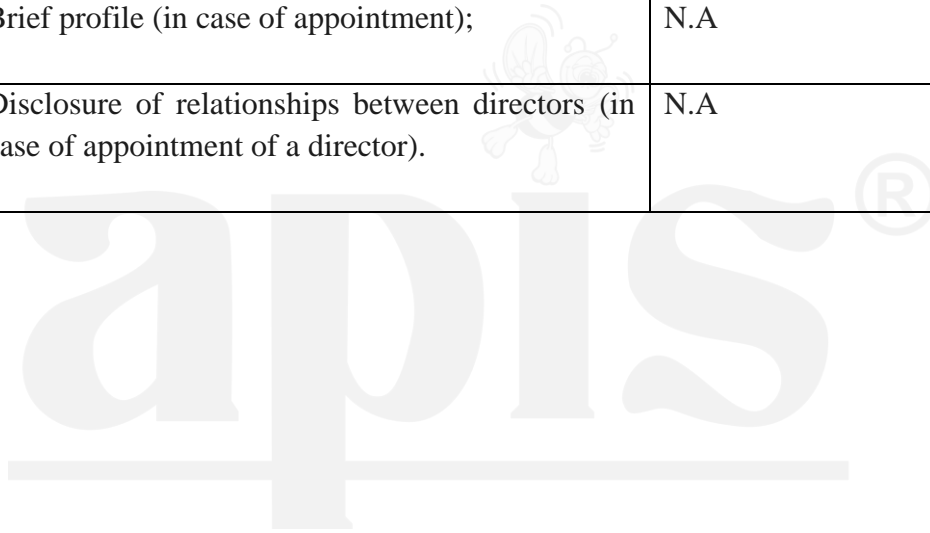 Brief profile (in case of appointment);
N.A
Disclosure of relationships between directors (in
case of appointment of a director).
N.A
apis®